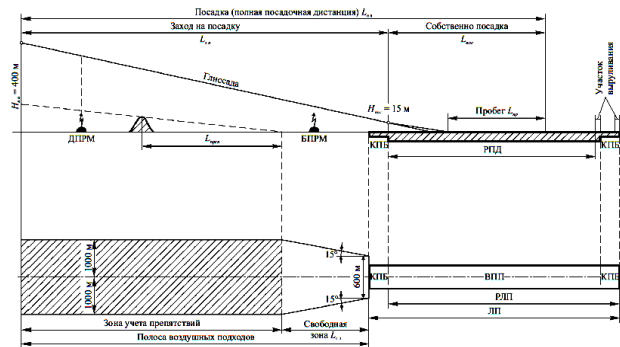 Посадка (полная посадочная дистанция) L
Заход на посадку
L
Собственно посадка
L
Глиссада
H = 400 м
H = 15 м
Пробег L
Участок
выруливания
ДПРМ
L
БПРМ
КПБ
РПД
КПБ
1000 м
1000 м
15°
15°
600 м
КПБ
ВПП
КПБ
РЛП
ЛП
Зона учета препятствий
Свободная
зона L
Полоса воздушных подходов